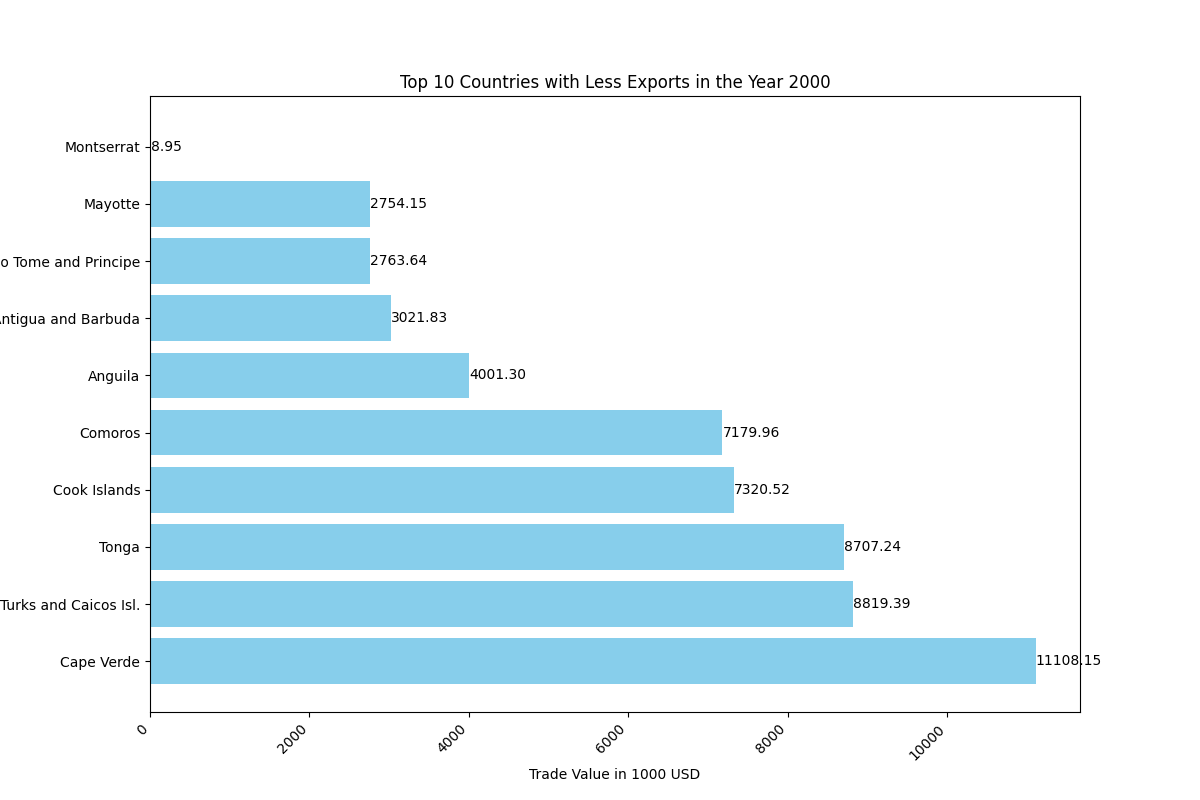 Top 10 Countries with Less Exports in the Year 2000
Montserrat 8.95
Mayotte 2754.15
o Tome and Principe 2763.64
Antigua and Barbuda 3021.83
Anguila 4001.30
Comoros 7179.96
Cook Islands 7320.52
Tonga 8707.24
Turks and Caicos Isl. 8819.39
Cape Verde 11108.15
0 2000 4000 6000 8000 10000
Trade Value in 1000 USD